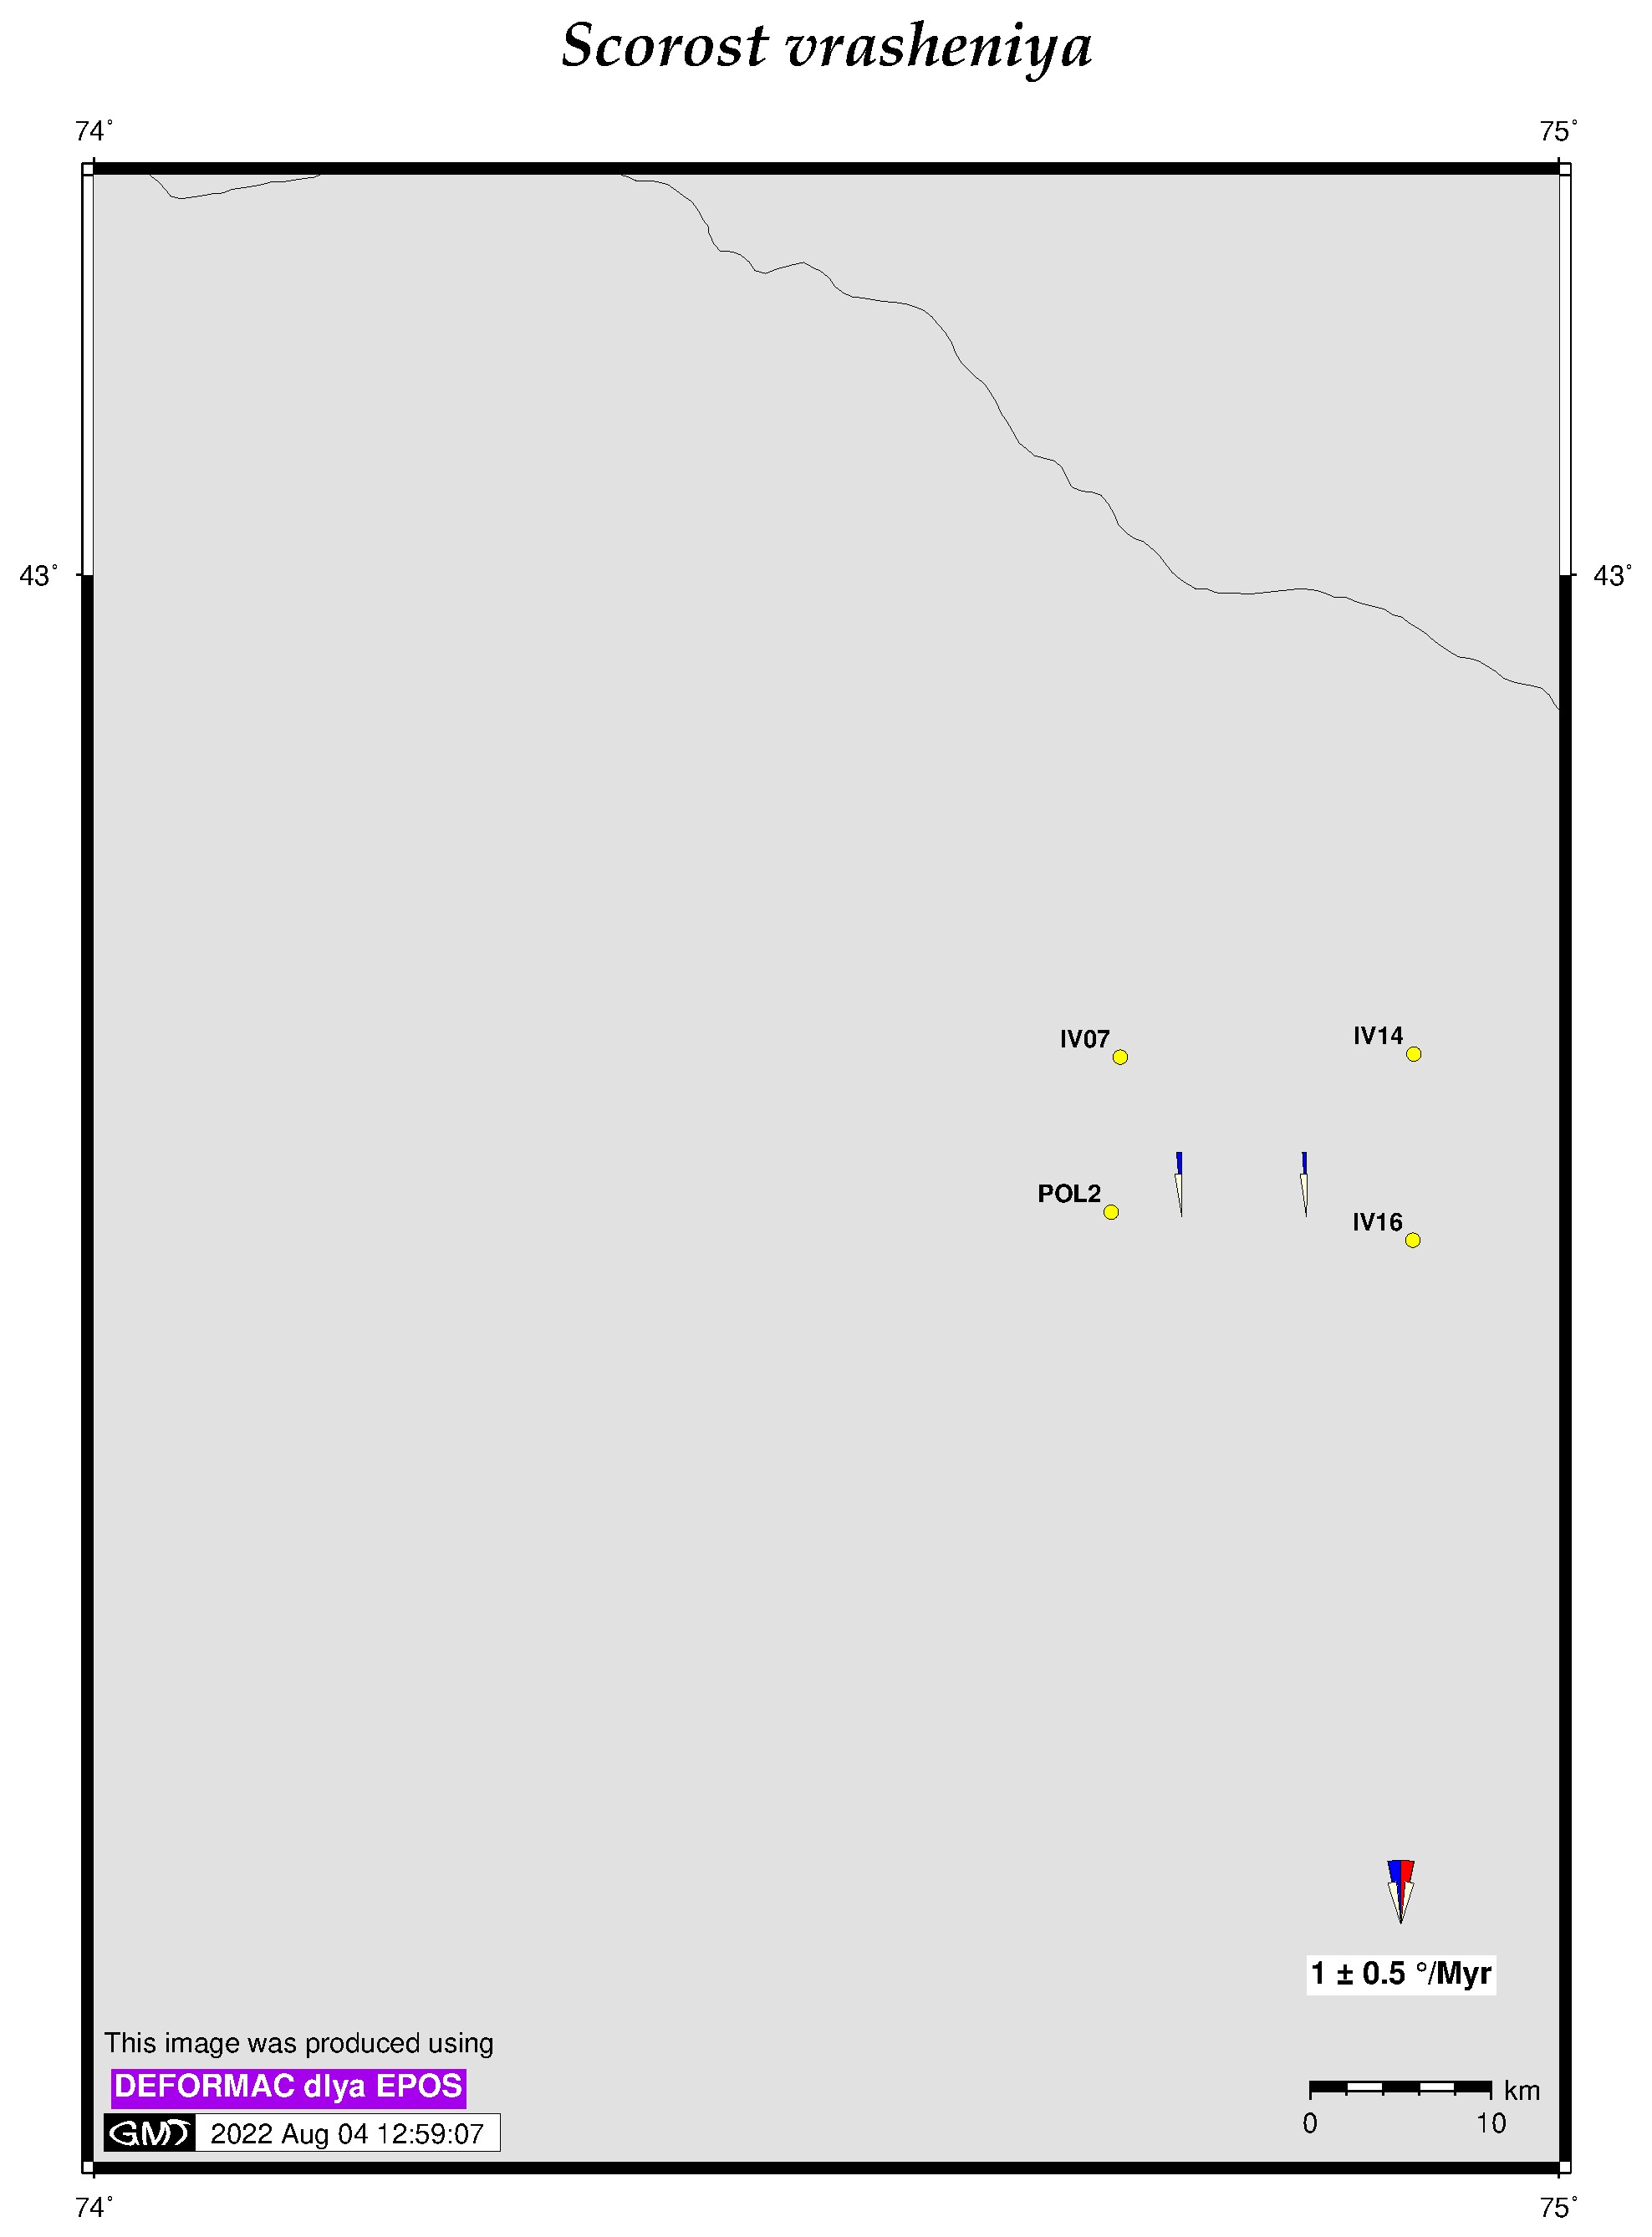 Scorost vrasheniya
74° 75°
43° 43°
IV07 IV14
POL2
IV16
1 ± 0.5 °/Myr
This image was produced using
DEFORMAC dlya EPOS
GMT 2022 Aug 04 12:59:07
km
0 10
74° 75°